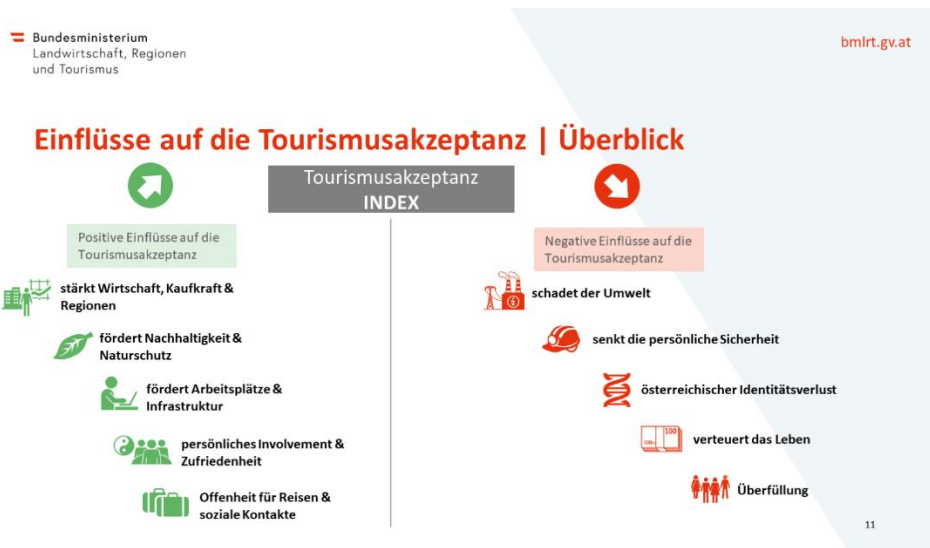 Bundesministerium
Landwirtschaft, Regionen
und Tourismus
bmlrt.gv.at
Einflüsse auf die Tourismusakzeptanz | Überblick
Tourismusakzeptanz
INDEX
Positive Einflüsse auf die
Tourismusakzeptanz
stärkt Wirtschaft, Kaufkraft &
Regionen
fördert Nachhaltigkeit &
Naturschutz
fördert Arbeitsplätze &
Infrastruktur
persönliches Involvement &
Zufriedenheit
Offenheit für Reisen &
soziale Kontakte
Negative Einflüsse auf die
Tourismusakzeptanz
schadet der Umwelt
senkt die persönliche Sicherheit
österreichischer Identitätsverlust
100
100
verteuert das Leben
Überfüllung
11